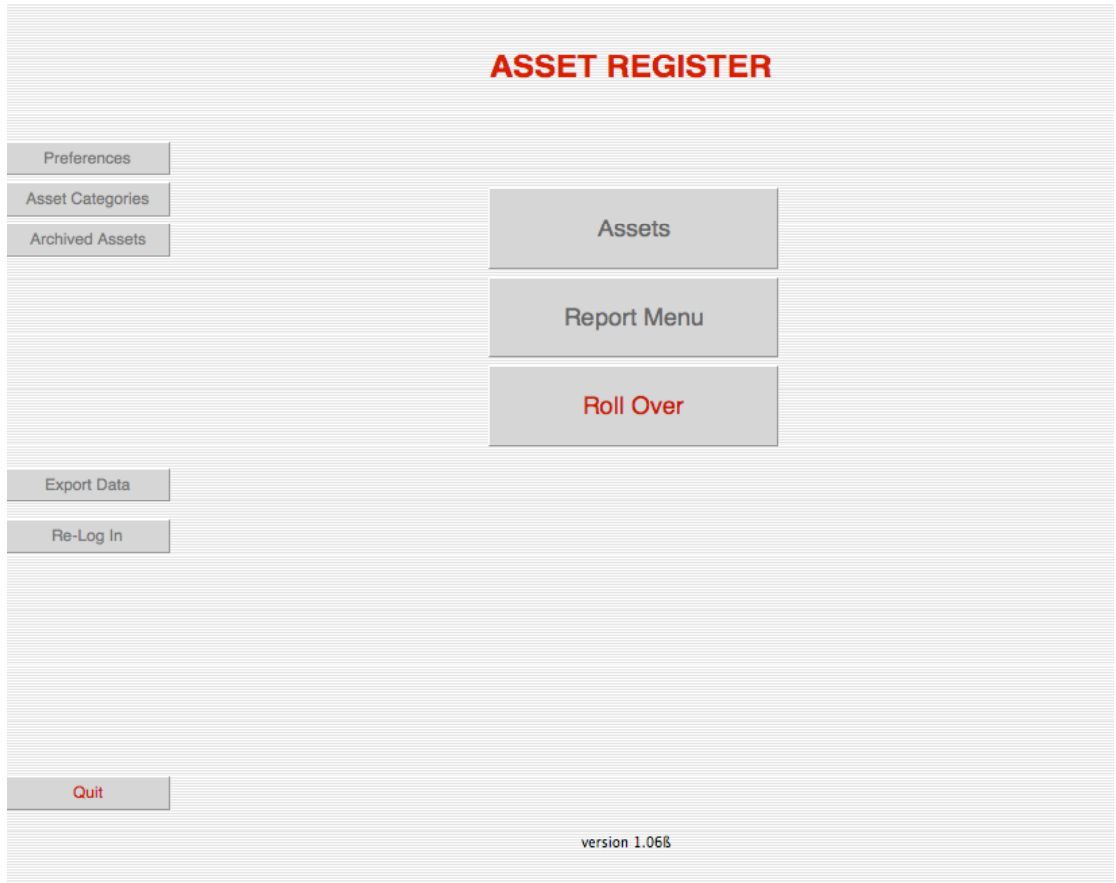 ASSET REGISTER
Preferences
Asset Categories
Archived Assets
Assets
Report Menu
Roll Over
Export Data
Re-Log In
Quit
version 1.06ß